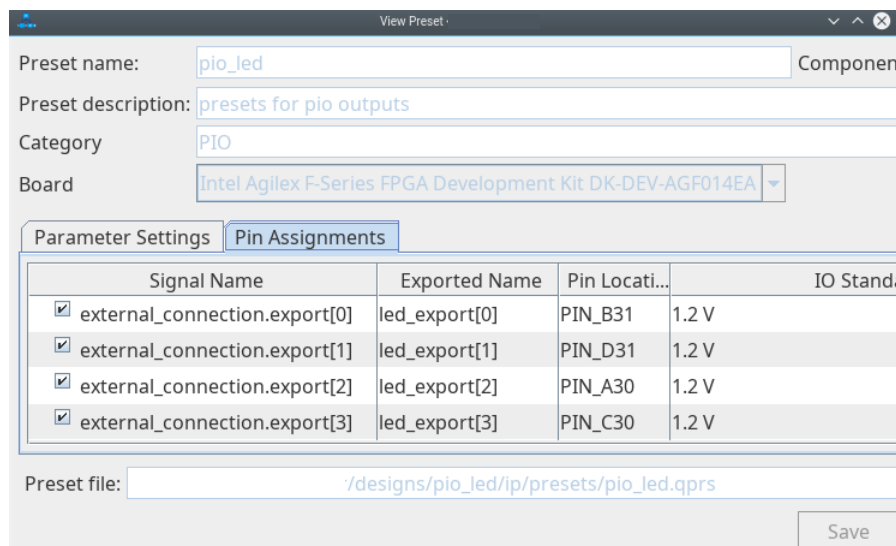 View Preset
Preset name: pio_led Componen
Preset description: presets for pio outputs
Category PIO
Board Intel Agilex F-Series FPGA Development Kit DK-DEV-AGF014EA
Parameter Settings Pin Assignments
Signal Name Exported Name Pin Locati... IO Standa
external_connection.export[0] led_export[0] PIN_B31 1.2 V
external_connection.export[1] led_export[1] PIN_D31 1.2 V
external_connection.export[2] led_export[2] PIN_A30 1.2 V
external_connection.export[3] led_export[3] PIN_C30 1.2 V
Preset file: /designs/pio_led/ip/presets/pio_led.qprs
Save